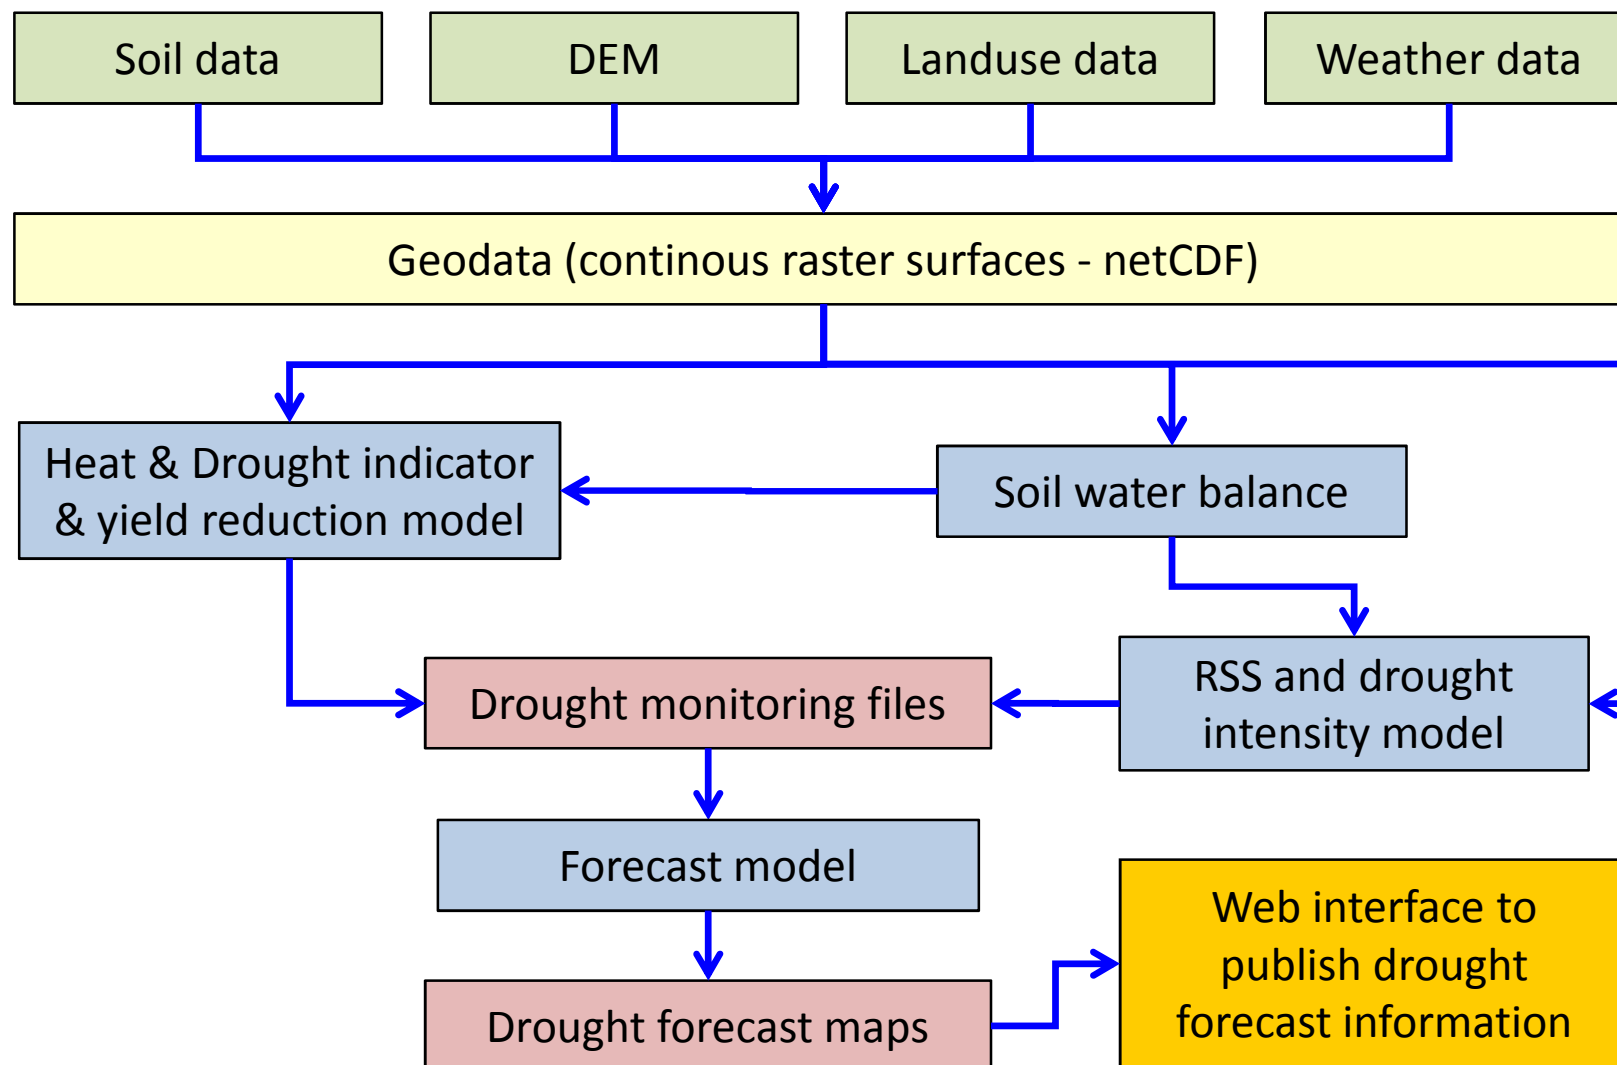 Soil data
DEM
Landuse data
Weather data
Geodata (continous raster surfaces - netCDF)
Heat & Drought indicator
& yield reduction model
Soil water balance
Drought monitoring files
RSS and drought
intensity model
Forecast model
Web interface to
publish drought
forecast information
Drought forecast maps